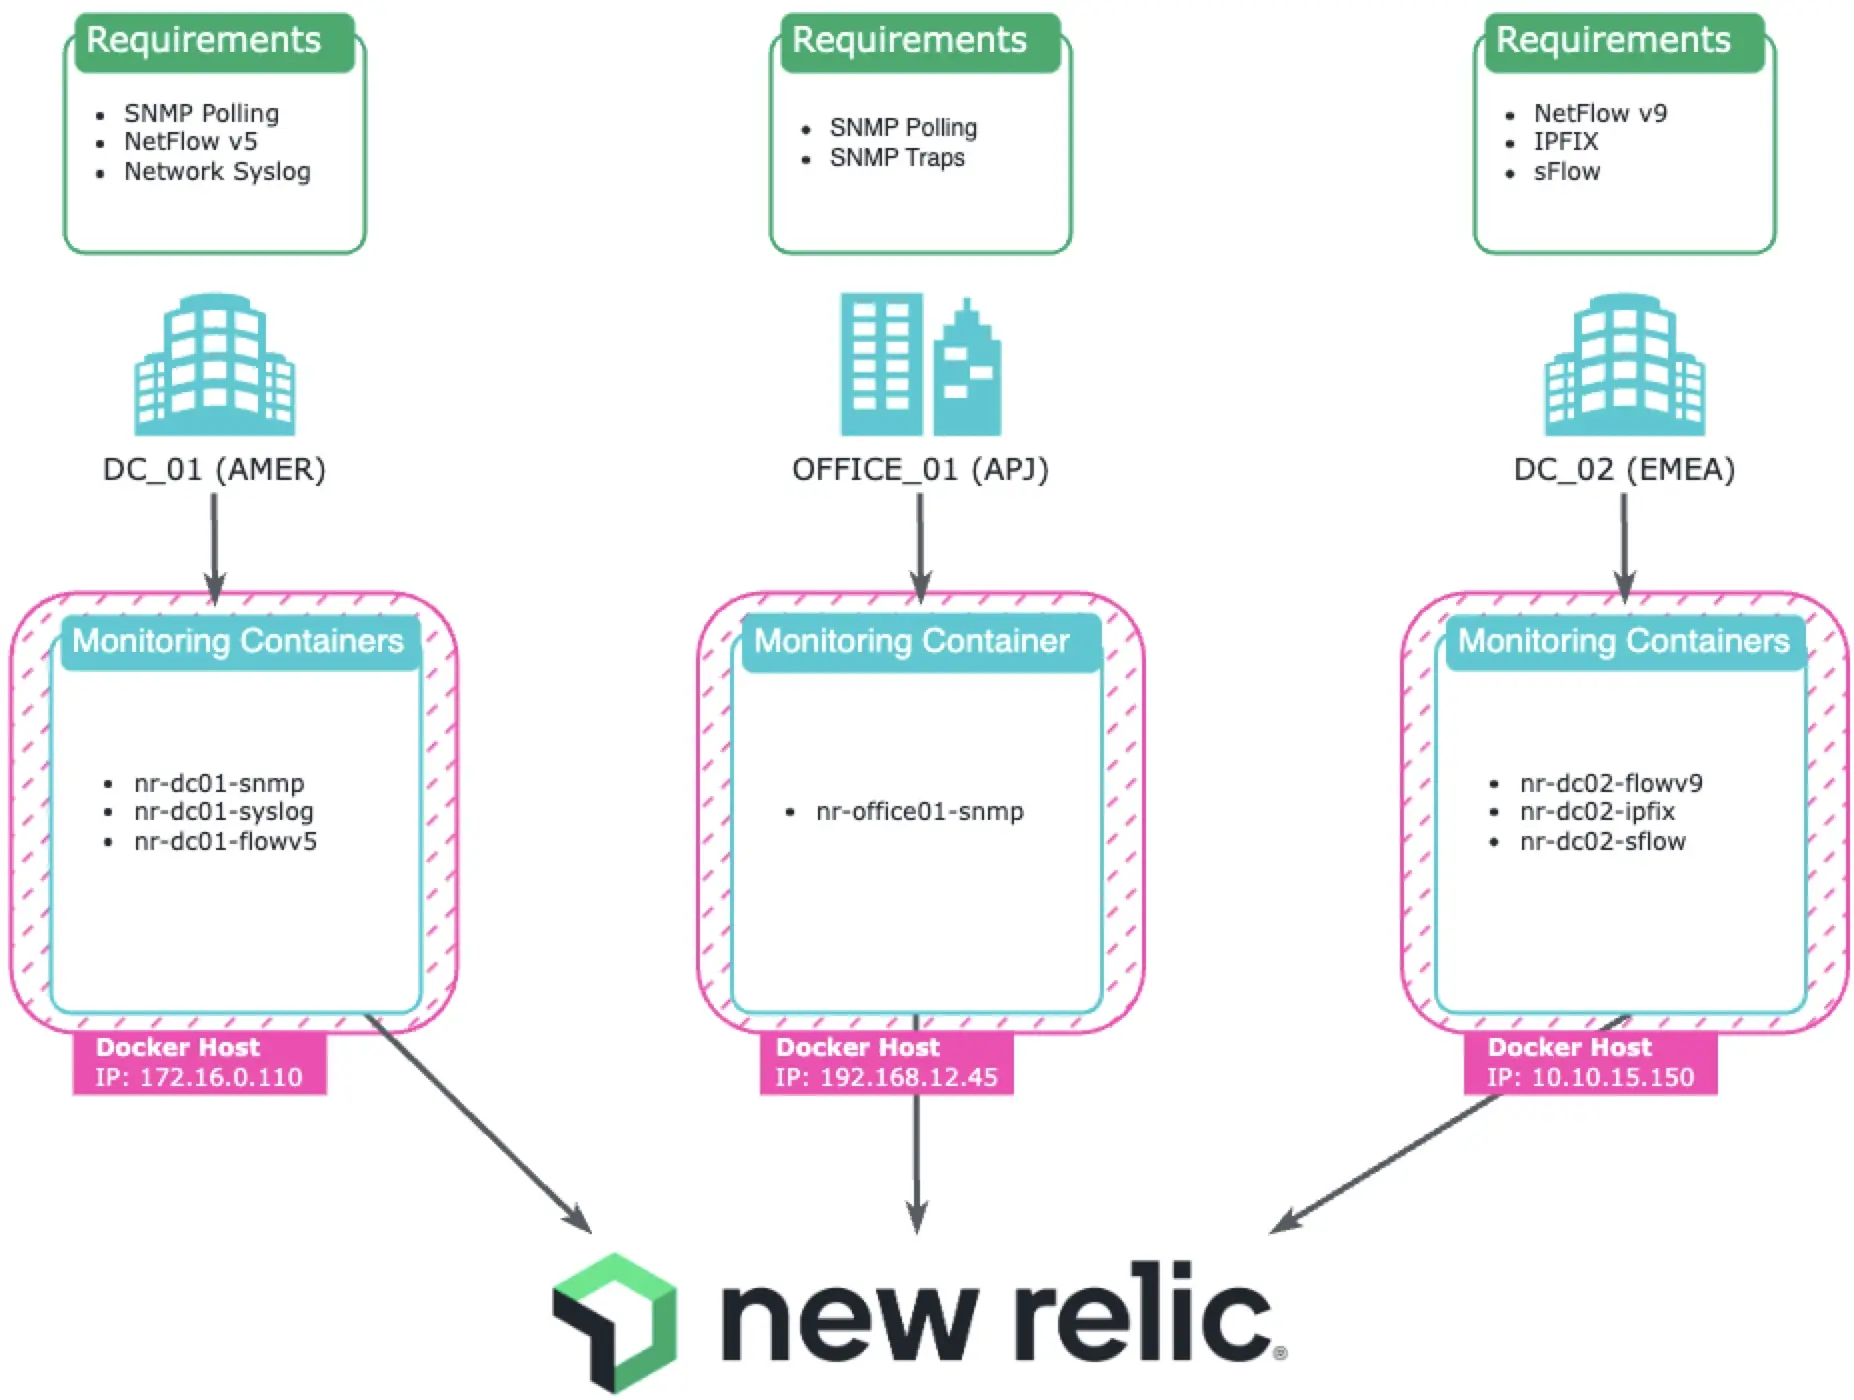 Requirements
• SNMP Polling
• NetFlow v5
• Network Syslog
DC_01 (AMER)
Monitoring Containers
• nr-dc01-snmp
• nr-dc01-syslog
• nr-dc01-flowv5
Docker Host
IP: 172.16.0.110
Requirements
• SNMP Polling
• SNMP Traps
OFFICE_01 (APJ)
Monitoring Container
• nr-office01-snmp
Docker Host
IP: 192.168.12.45
Requirements
• NetFlow v9
• IPFIX
• sFlow
DC_02 (EMEA)
Monitoring Containers
• nr-dc02-flowv9
• nr-dc02-ipfix
• nr-dc02-sflow
Docker Host
IP: 10.10.15.150
new relic®